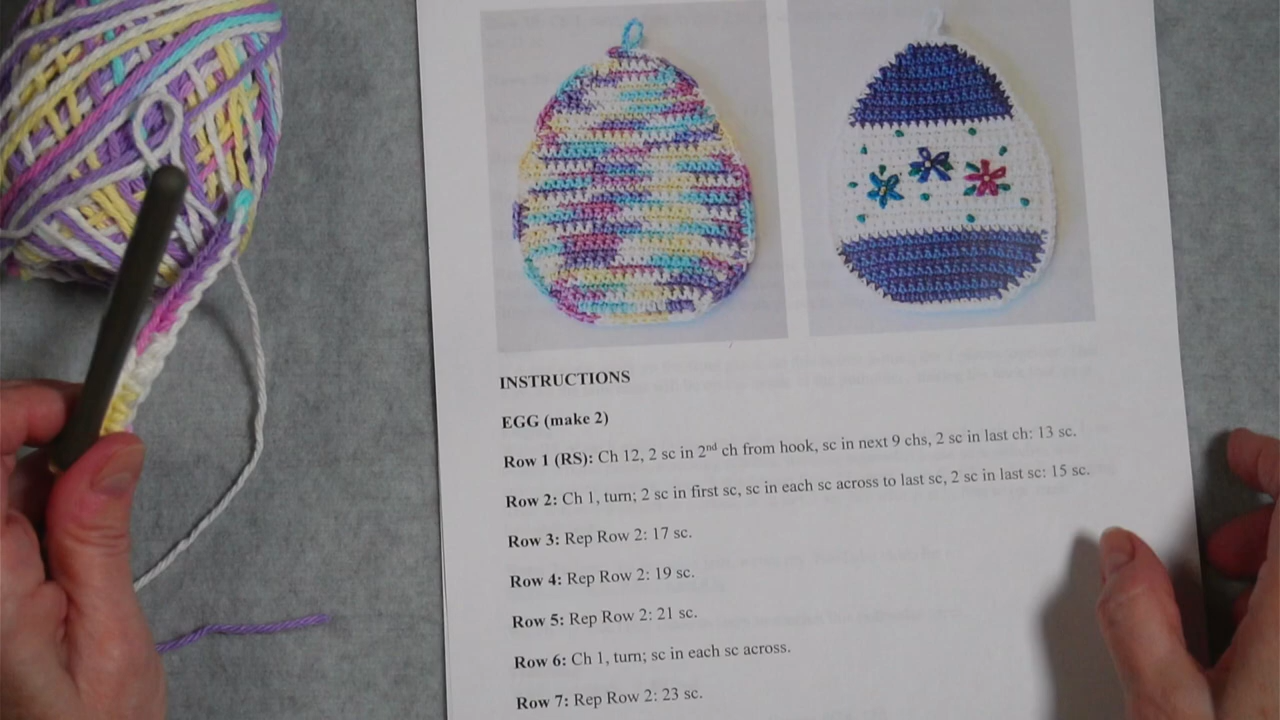 INSTRUCTIONS
EGG (make 2)
Row 1 (RS): Ch 12, 2 sc in 2nd ch from hook, sc in next 9 chs, 2 sc in last ch: 13 sc.
Row 2: Ch 1, turn; 2 sc in first sc, sc in each sc across to last sc, 2 sc in last sc: 15 sc.
Row 3: Rep Row 2: 17 sc.
Row 4: Rep Row 2: 19 sc.
Row 5: Rep Row 2: 21 sc.
Row 6: Ch 1, turn; sc in each sc across.
Row 7: Rep Row 2: 23 sc.